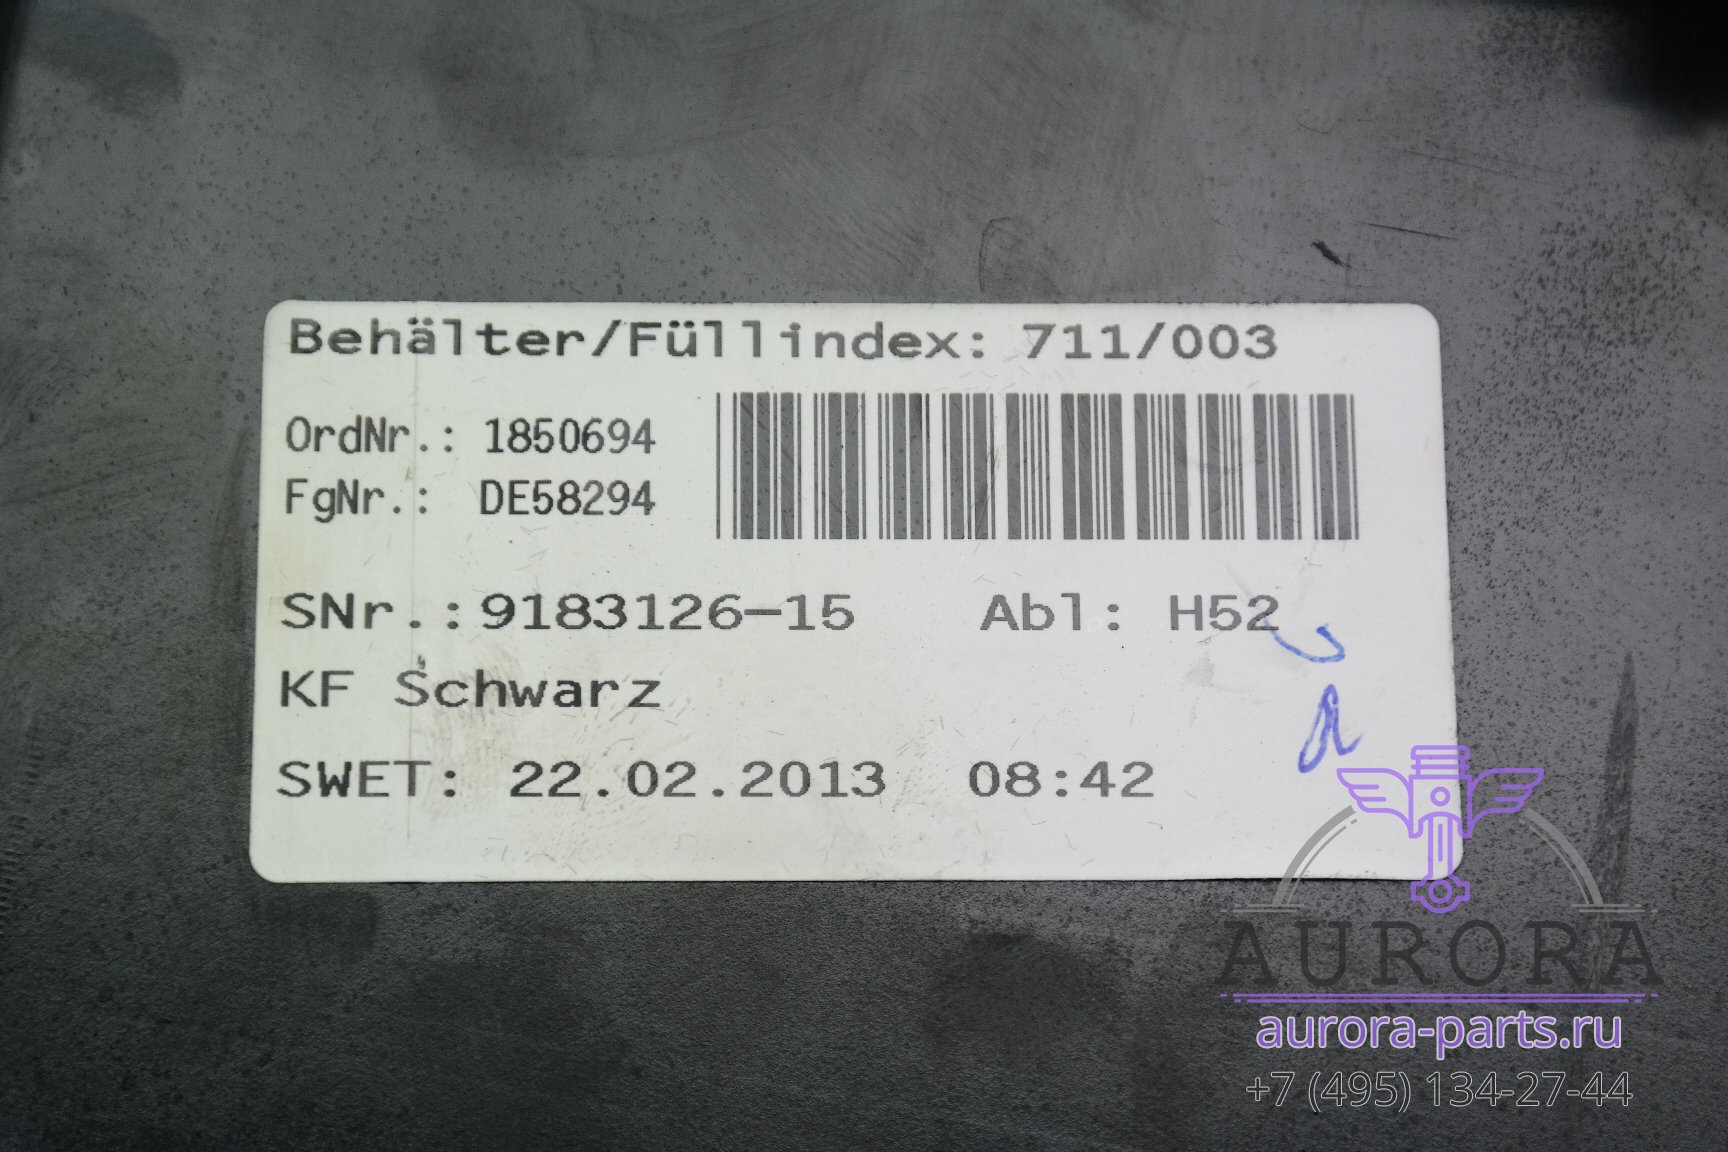 Behälter/Füllindex: 711/003
OrdNr.: 1850694
FgNr.: DE58294
SNr.:9183126-15 Abl: H52
KF Schwarz
SWET: 22.02.2013 08:42
AURORA
aurora-parts.ru
+7 (495) 134-27-44